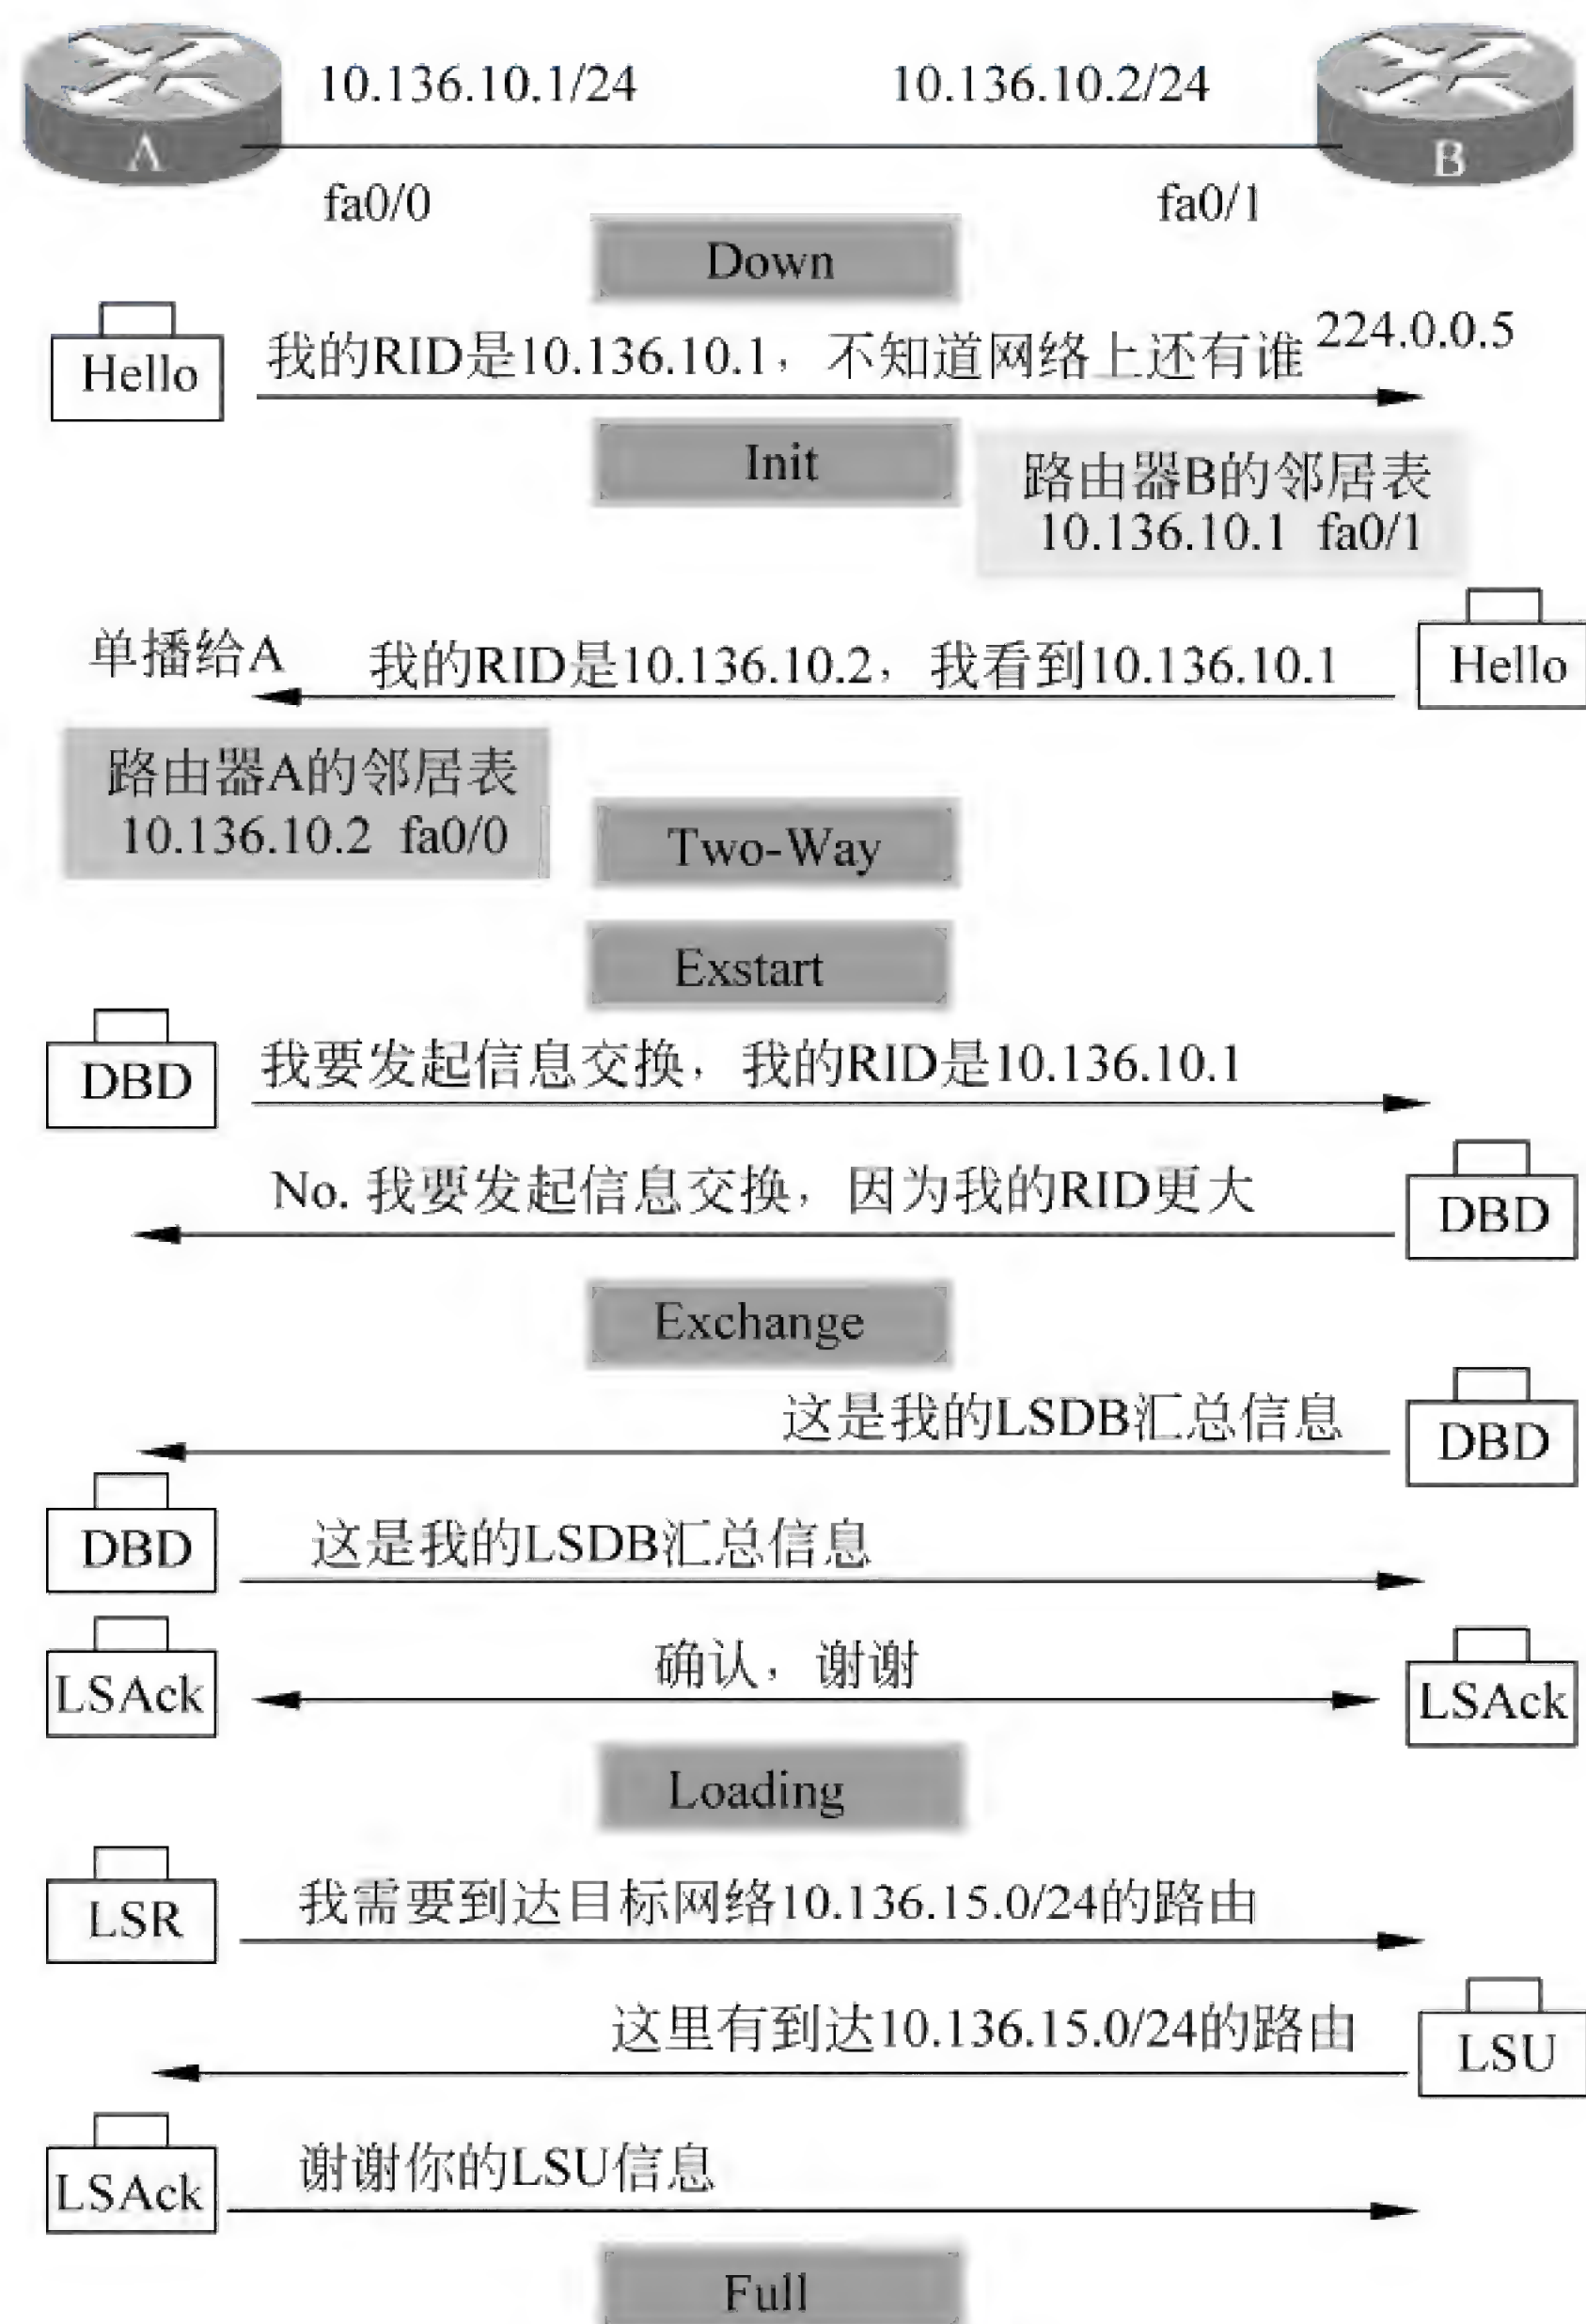 10.136.10.1/24
10.136.10.2/24
A
B
fa0/0
fa0/1
Down
Hello
我的RID是10.136.10.1，不知道网络上还有谁
224.0.0.5
Init
路由器B的邻居表
10.136.10.1 fa0/1
单播给A
我的RID是10.136.10.2，我看到10.136.10.1
Hello
路由器A的邻居表
10.136.10.2 fa0/0
Two-Way
Exstart
DBD
我要发起信息交换，我的RID是10.136.10.1
No. 我要发起信息交换，因为我的RID更大
DBD
Exchange
这是我的LSDB汇总信息
DBD
DBD
这是我的LSDB汇总信息
LSAck
确认，谢谢
LSAck
Loading
LSR
我需要到达目标网络10.136.15.0/24的路由
这里有到达10.136.15.0/24的路由
LSU
LSAck
谢谢你的LSU信息
Full